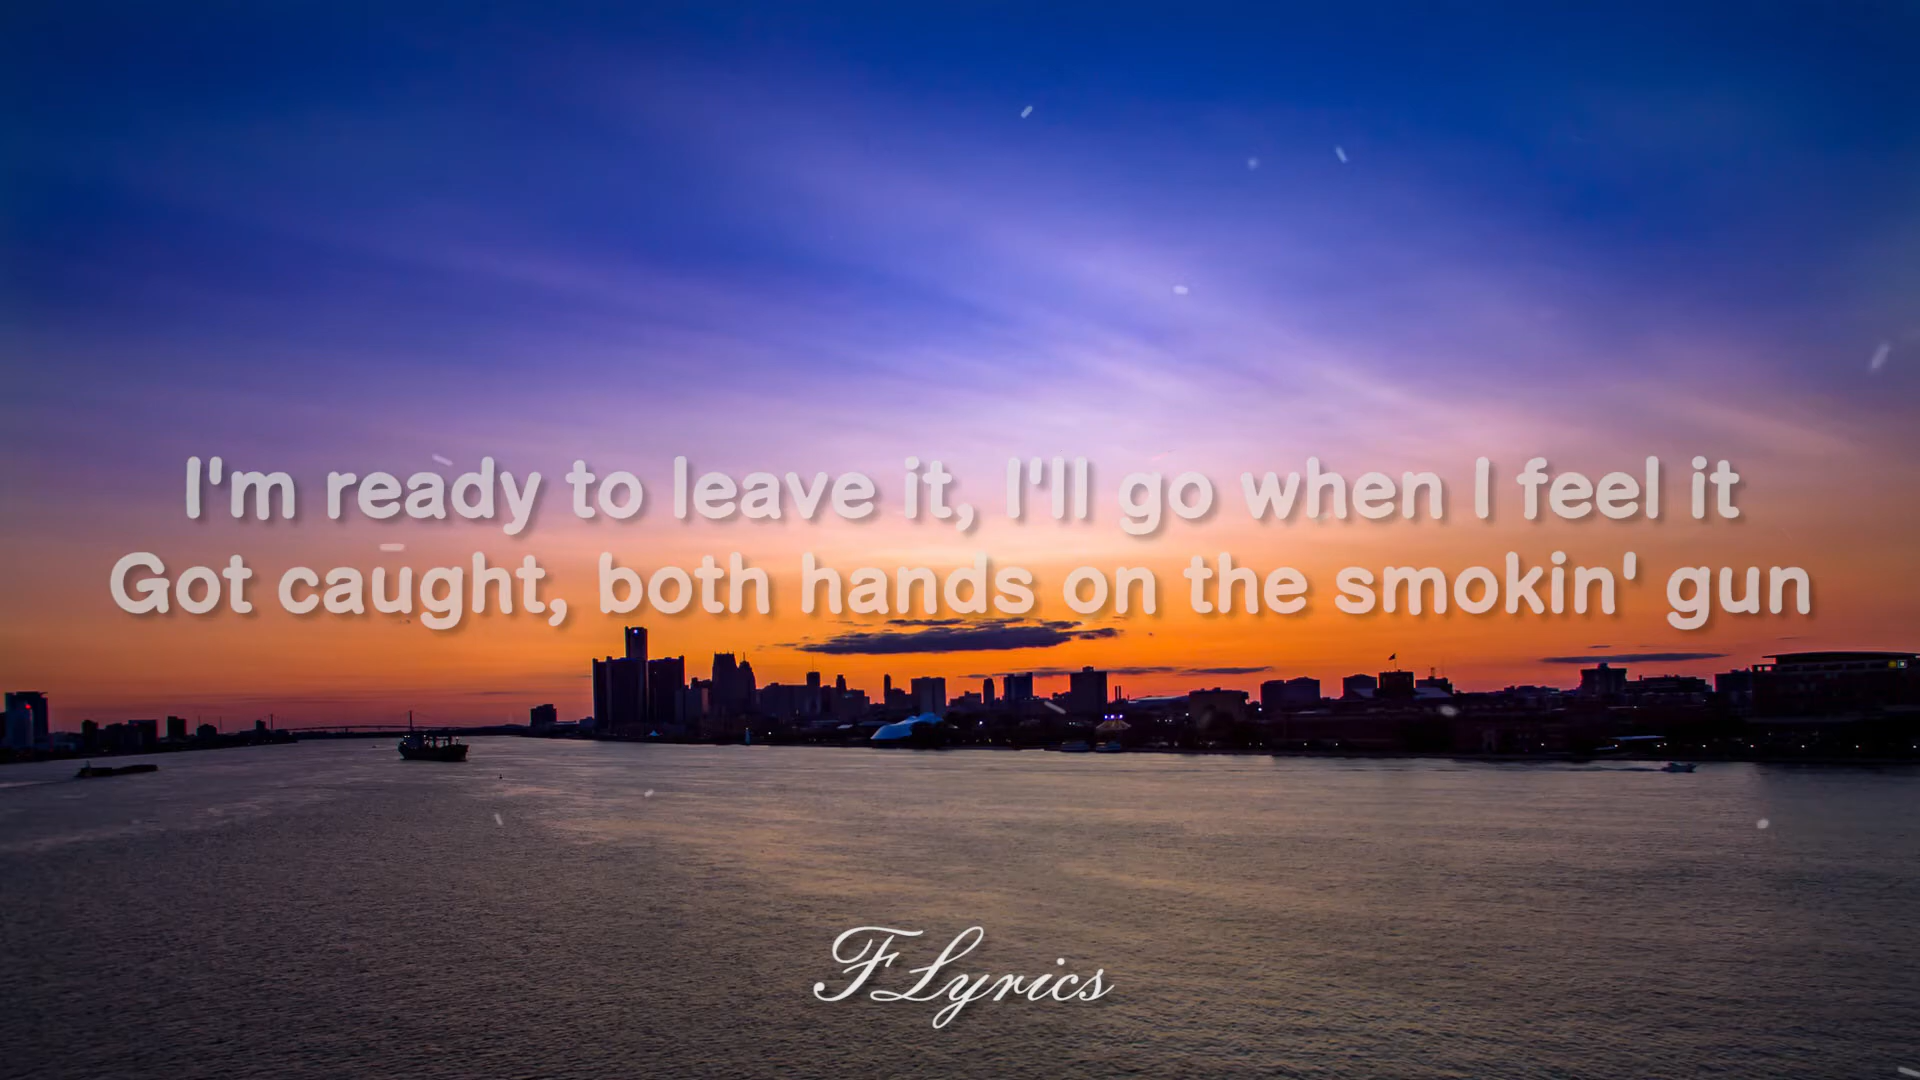 I'm ready to leave it, I'll go when I feel it
Got caught, both hands on the smokin' gun
FLyrics